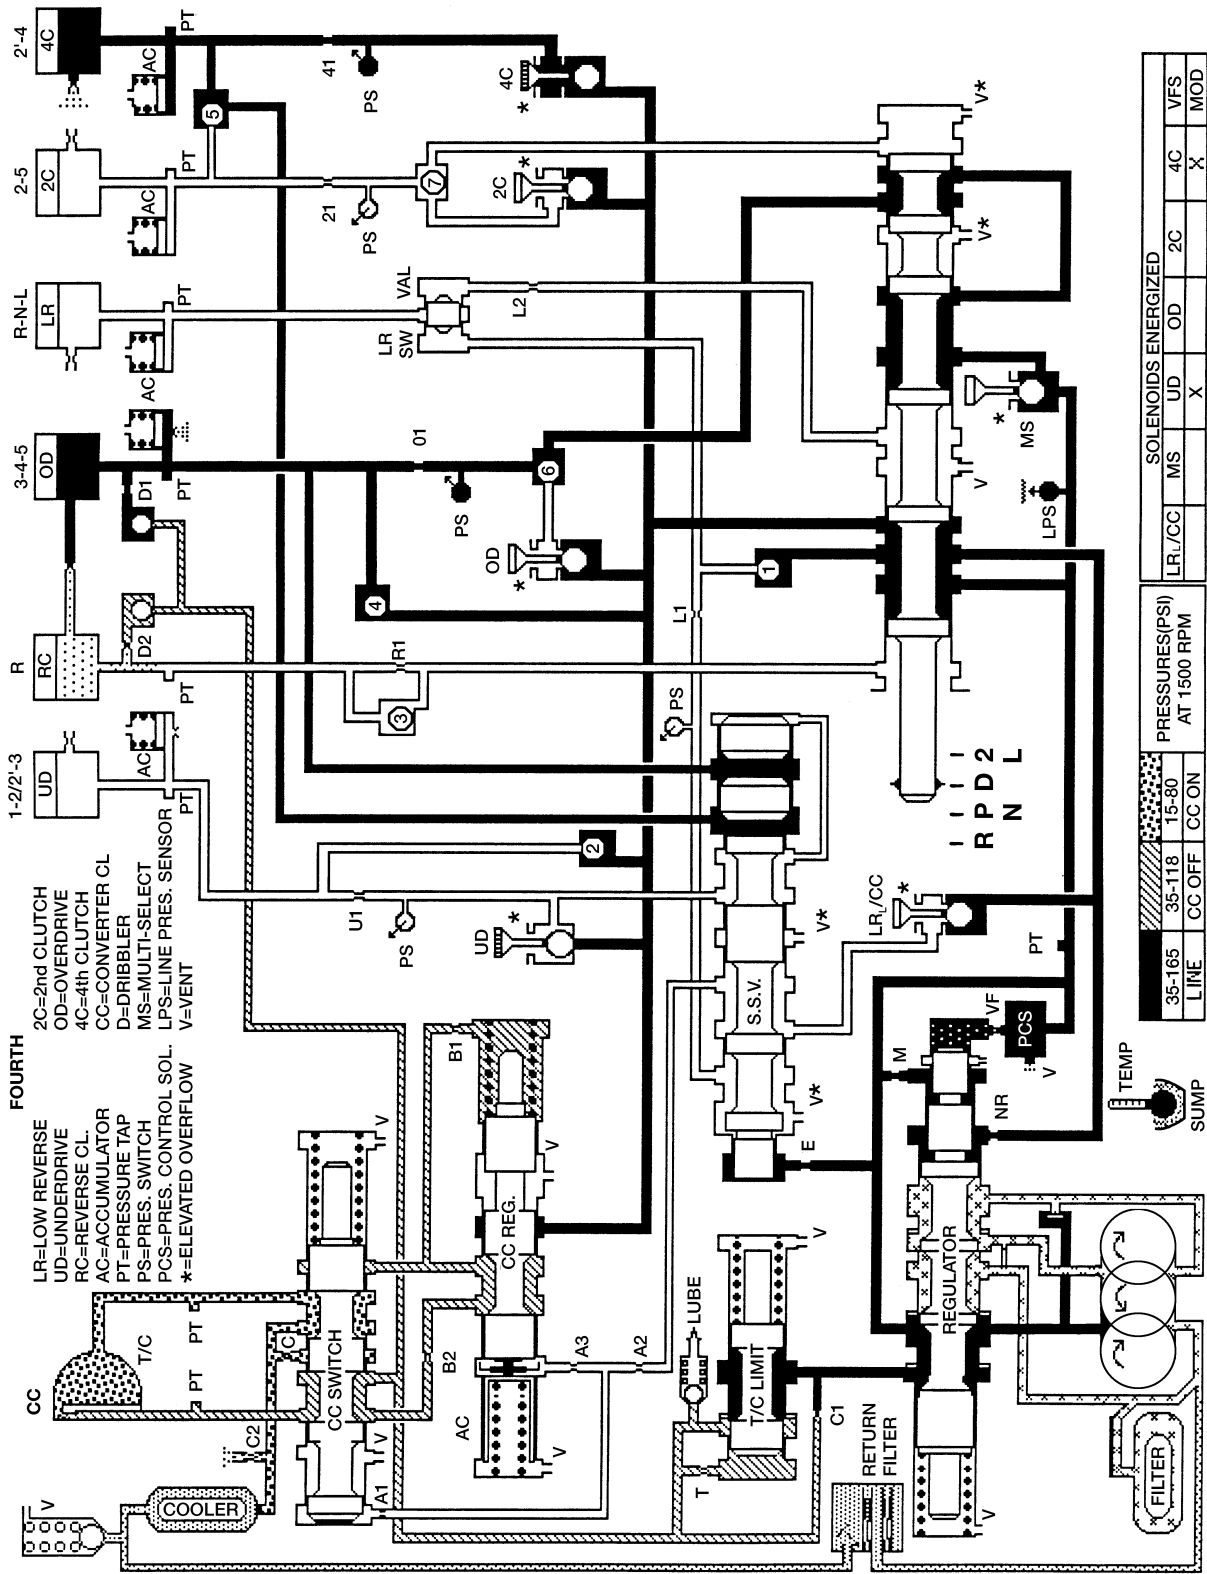 FOURTH
LR=LOW REVERSE
UD=UNDERDRIVE
RC=REVERSE CL.
AC=ACCUMULATOR
PT=PRESSURE TAP
PS=PRES. SWITCH
PCS=PRES. CONTROL SOL.
*=ELEVATED OVERFLOW
2C=2nd CLUTCH
OD=OVERDRIVE
4C=4th CLUTCH
CC=CONVERTER CL
D=DRIBBLER
MS=MULTI-SELECT
LPS=LINE PRES. SENSOR
V=VENT
CC
1-2/2'-3
R
3-4-5
R-N-L
2-5
2'-4
UD
RC
OD
LR
2C
4C
T/C
PT
PT
AC
PT
PT
D2
D1
AC
PT
AC
PT
AC
PT
AC
PT
V
COOLER
C2
C
CC SWITCH
V
V
A1
B1
B2
AC
V
CC REG.
V
A3
A2
U1
PS
UD
*
2
3
R1
4
5
6
7
1
01
PS
OD
*
LR
SW
VAL
L2
L1
PS
21
PS
2C
*
41
PS
4C
*
T
LUBE
T/C LIMIT
V
C1
E
S.S.V.
V*
V*
LRL/CC
*
R P D 2
N L
V
V*
V*
MS
*
LPS
PT
RETURN
FILTER
FILTER
V
REGULATOR
NR
M
VF
PCS
V
TEMP
SUMP
35-165
LINE
35-118
CC OFF
15-80
CC ON
PRESSURES(PSI)
AT 1500 RPM
SOLENOIDS ENERGIZED
LRL/CC MS UD OD 2C 4C VFS
X X MOD